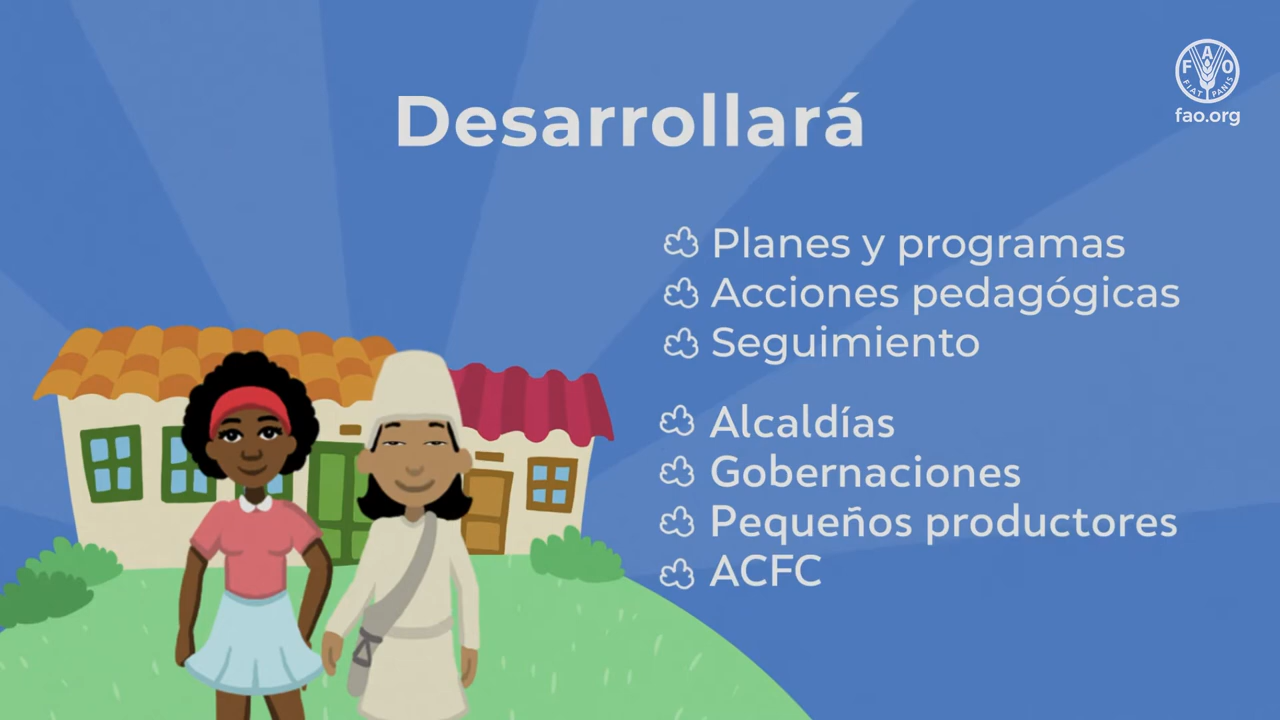 FAO
FIAT PANIS
fao.org
Desarrollará
Planes y programas
Acciones pedagógicas
Seguimiento
Alcaldías
Gobernaciones
Pequeños productores
ACFC